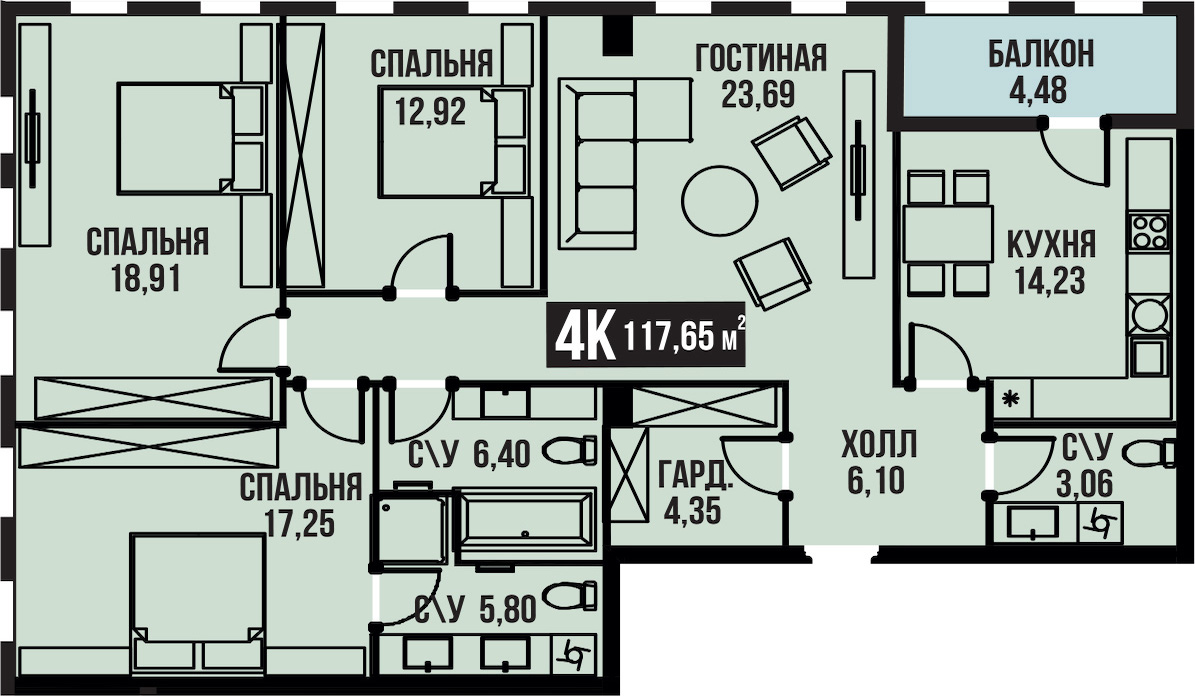 СПАЛЬНЯ
12,92
ГОСТИНАЯ
23,69
БАЛКОН
4,48
СПАЛЬНЯ
18,91
КУХНЯ
14,23
4К 117,65 м²
С\У 6,40
ХОЛЛ
6,10
С\У
3,06
ГАРД.
4,35
СПАЛЬНЯ
17,25
С\У 5,80